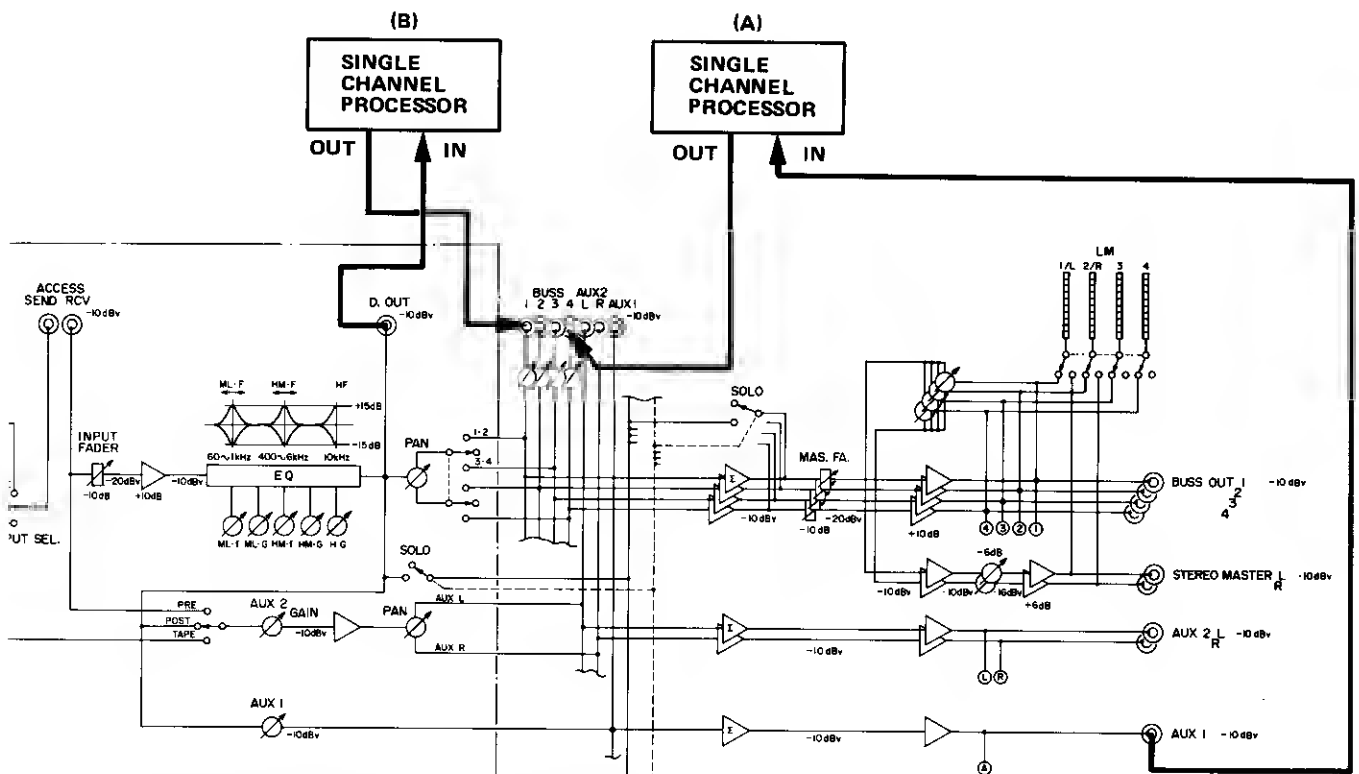 (B)
(A)
SINGLE
CHANNEL
PROCESSOR
SINGLE
CHANNEL
PROCESSOR
OUT IN
OUT IN
LM
1/L 2/R 3 4
ACCESS
SEND RCV
-10dBv
D. OUT
-10dBv
BUSS AUX2
1 2 3 4 L R AUX1
-10dBv
ML-F HM-F HF
+15dB
-15dB
60~1kHz 400~6kHz 10kHz
EQ
ML-F ML-G HM-F HM-G H G
INPUT
FADER
-10dB
-20dBv
+10dB
-10dBv
PAN
1-2
3-4
SOLO
MAS. FA.
Σ
-10dBv
-10dB
-20dBv
+10dB
4 3 2 1
BUSS OUT 1 -10dBv
2
3
4
PUT SEL.
SOLO
-6dB
-10dBv
-10dBv
-16dBv
+6dB
STEREO MASTER L -10dBv
R
PRE
POST
TAPE
AUX 2
GAIN
-10dBv
PAN
AUX L
AUX R
Σ
-10dBv
L R
AUX 2 L -10dBv
R
AUX 1
-10dBv
Σ
-10dBv
A
AUX 1 -10dBv